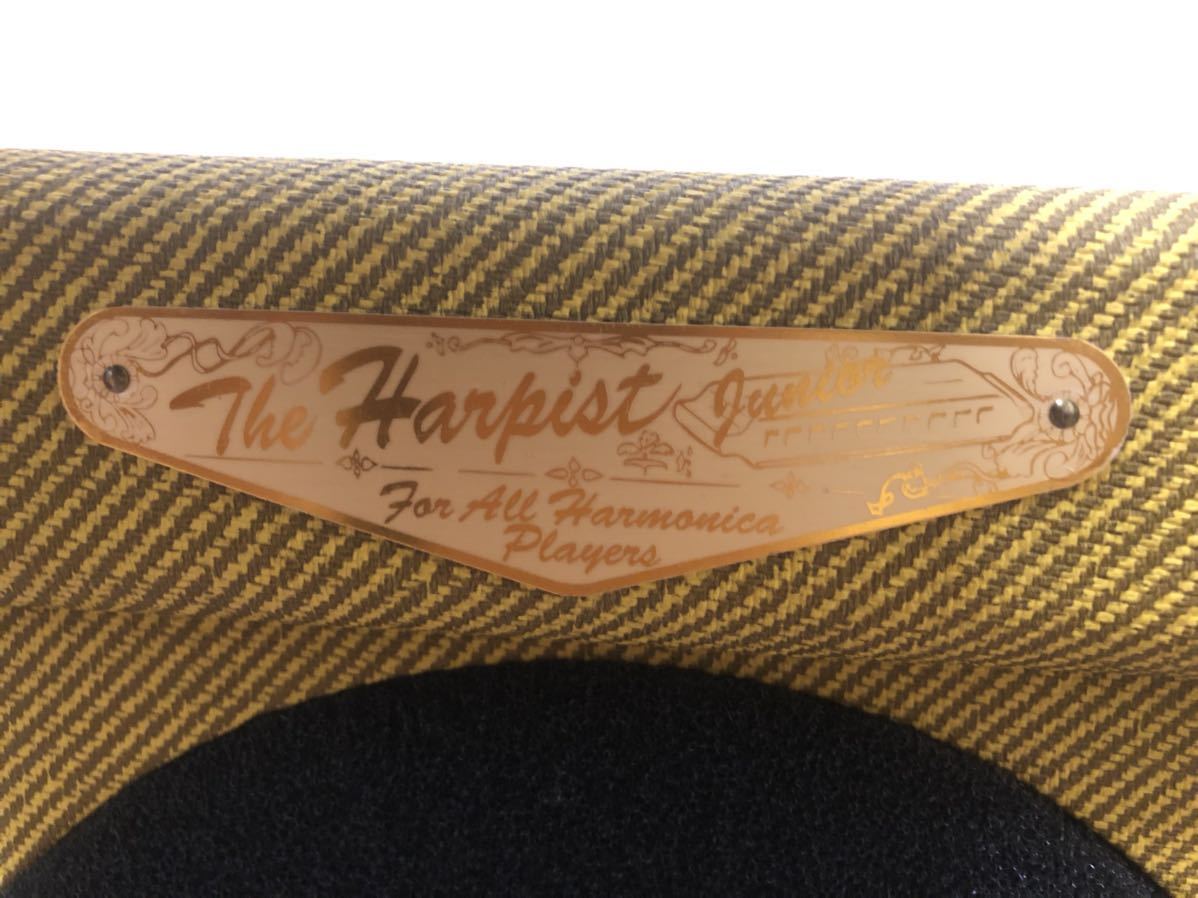 The Harpist Junior
For All Harmonica
Players